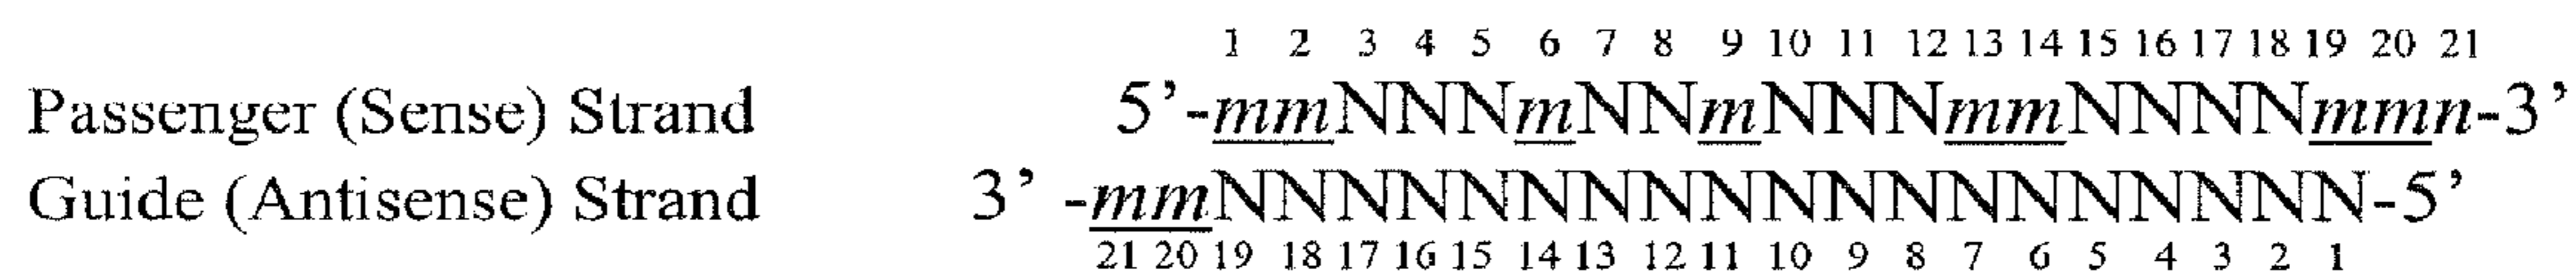 1 2 3 4 5 6 7 8 9 10 11 12 13 14 15 16 17 18 19 20 21
Passenger (Sense) Strand 5’-mmNNNmNNmNNNmmNNNNmmn-3’
Guide (Antisense) Strand 3’ -mmNNNNNNNNNNNNNNNNNNN-5’
21 20 19 18 17 16 15 14 13 12 11 10 9 8 7 6 5 4 3 2 1